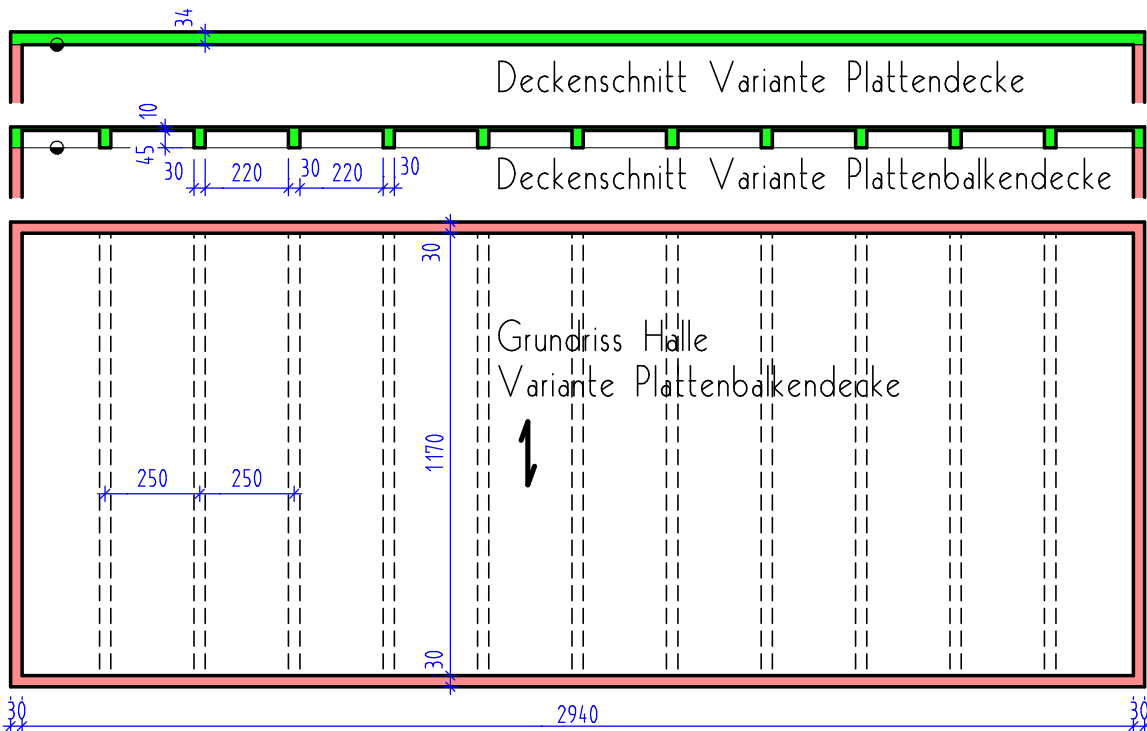 34
Deckenschnitt Variante Plattendecke
10
45
30 220 30 220 30
Deckenschnitt Variante Plattenbalkendecke
30
Grundriss Halle
Variante Plattenbalkendecke
1170
250 250
30
30 2940 30